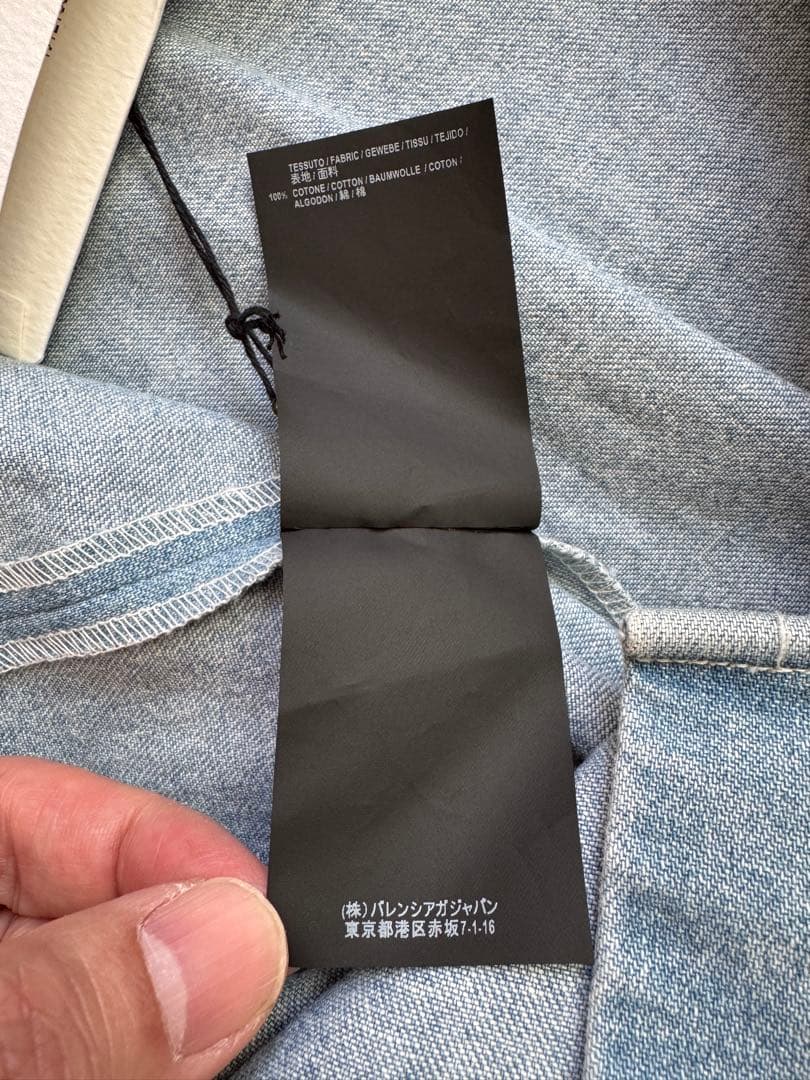 TESSUTO / FABRIC / GEWEBE / TISSU / TEJIDO /
表地 / 面料
100% COTONE / COTTON / BAUMWOLLE / COTON /
ALGODON / 綿 / 棉
(株)バレンシアガジャパン
東京都港区赤坂7-1-16